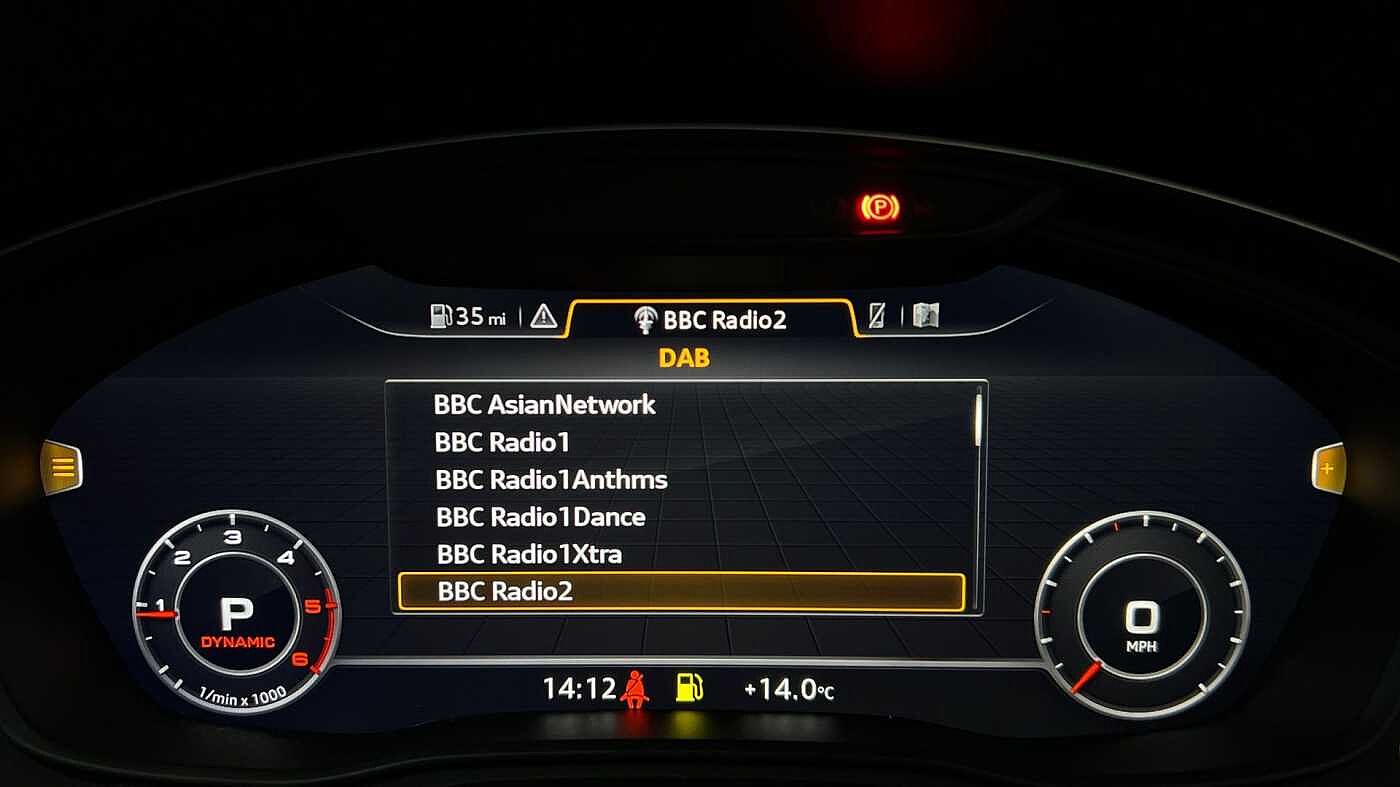 P
35 mi
BBC Radio2
DAB
BBC AsianNetwork
BBC Radio1
BBC Radio1Anthms
BBC Radio1Dance
BBC Radio1Xtra
BBC Radio2
1
2
3
4
5
6
P
DYNAMIC
1/min x 1000
0
MPH
14:12
+14.0°C